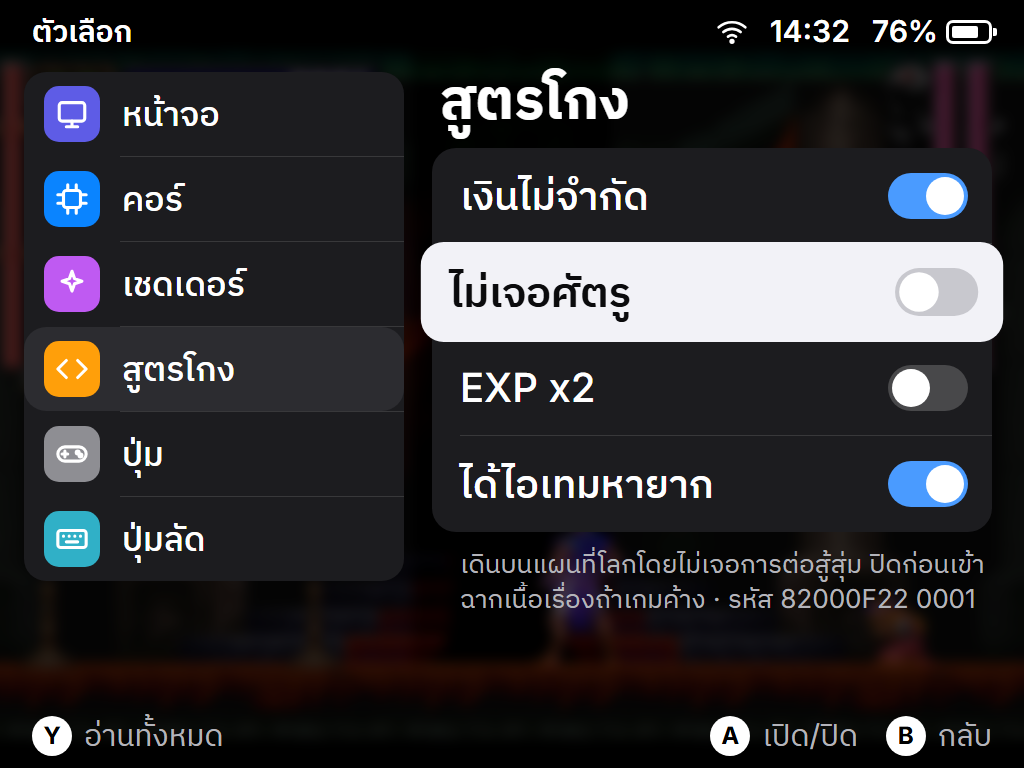 ตัวเลือก
14:32 76%
หน้าจอ
คอร์
เชดเดอร์
สูตรโกง
ปุ่ม
ปุ่มลัด
สูตรโกง
เงินไม่จำกัด
ไม่เจอศัตรู
EXP x2
ได้ไอเทมหายาก
เดินบนแผนที่โลกโดยไม่เจอการต่อสู้สุ่ม ปิดก่อนเข้า
ฉากเนื้อเรื่องถ้าเกมค้าง · รหัส 82000F22 0001
Y อ่านทั้งหมด
A เปิด/ปิด B กลับ